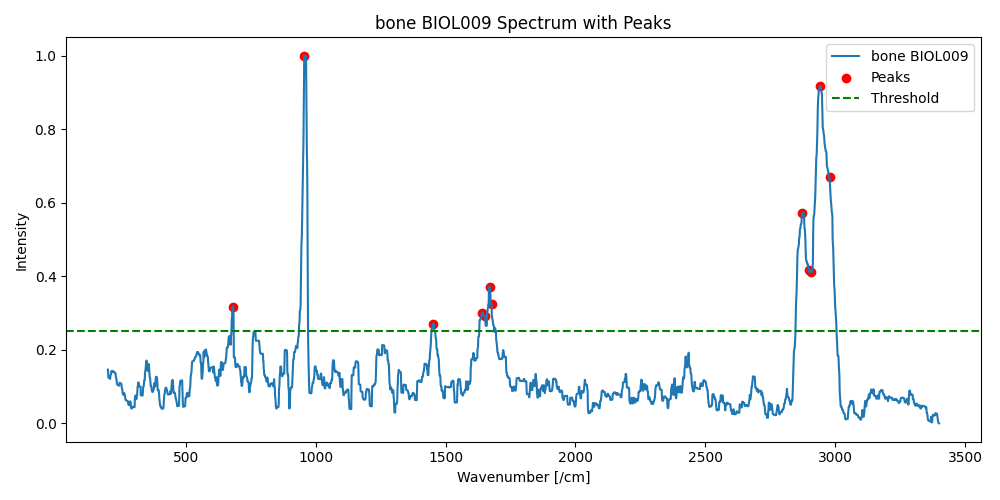 bone BIOL009 Spectrum with Peaks
bone BIOL009
Peaks
Threshold
Intensity
1.0
0.8
0.6
0.4
0.2
0.0
500 1000 1500 2000 2500 3000 3500
Wavenumber [/cm]